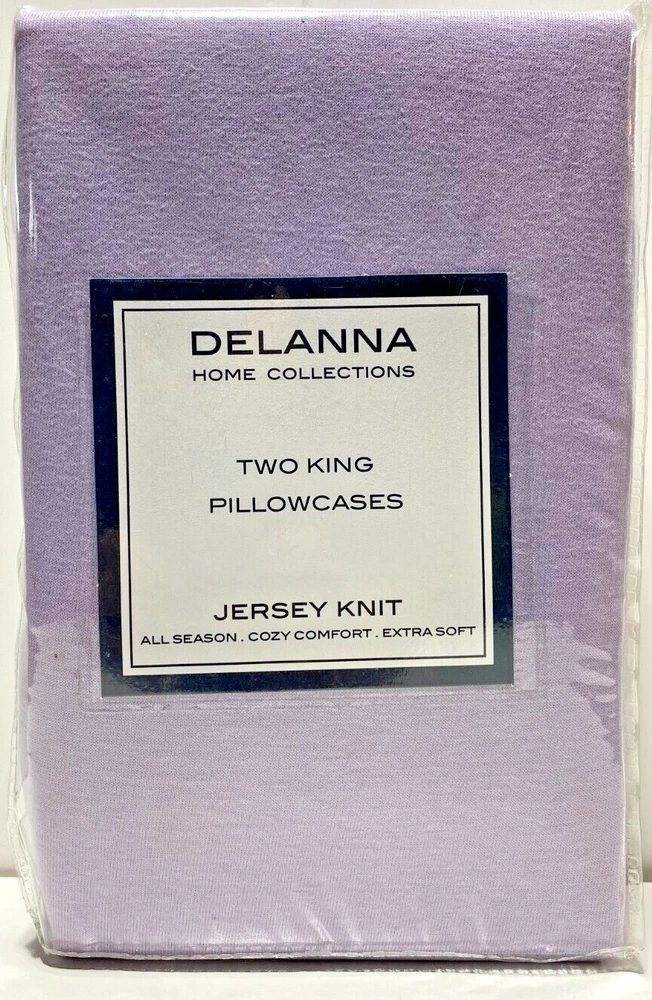 DELANNA
HOME COLLECTIONS
TWO KING
PILLOWCASES
JERSEY KNIT
ALL SEASON . COZY COMFORT . EXTRA SOFT